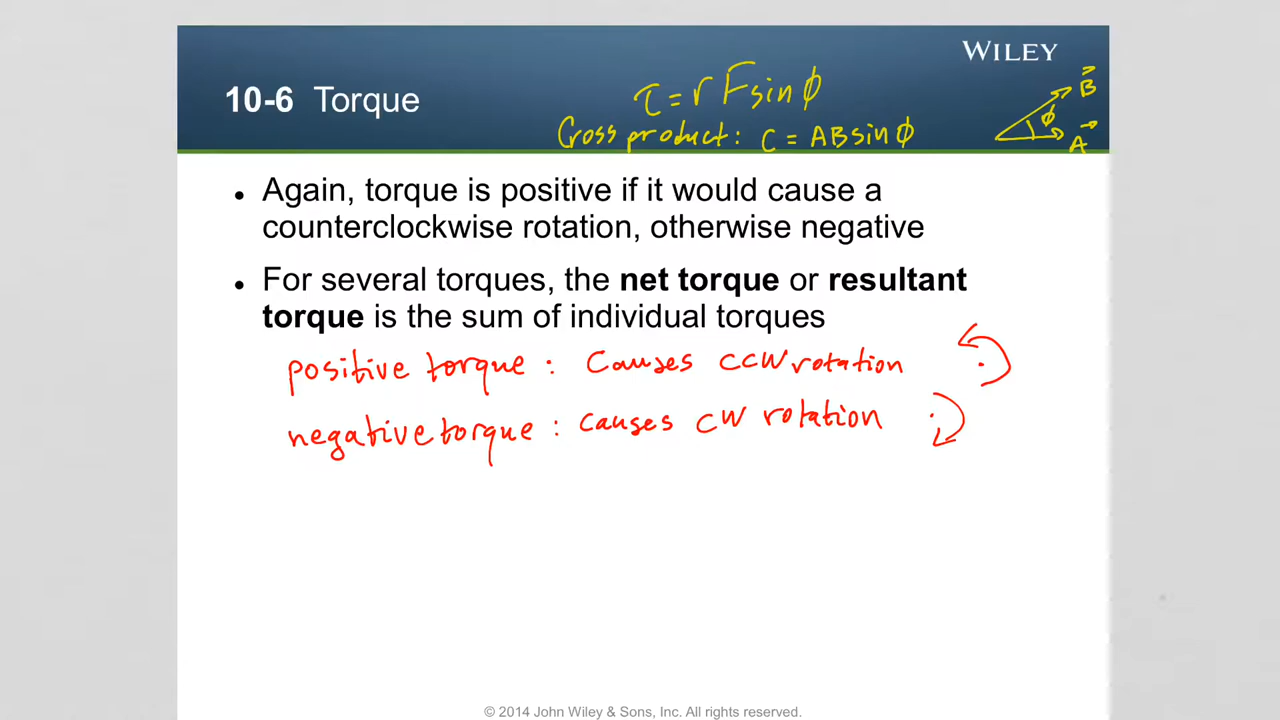 WILEY
10-6 Torque
τ = r F sin ϕ
B
ϕ
A
Cross product: C = AB sin ϕ
• Again, torque is positive if it would cause a
counterclockwise rotation, otherwise negative
• For several torques, the net torque or resultant
torque is the sum of individual torques
positive torque : Causes CCW rotation
negative torque : causes CW rotation
© 2014 John Wiley & Sons, Inc. All rights reserved.